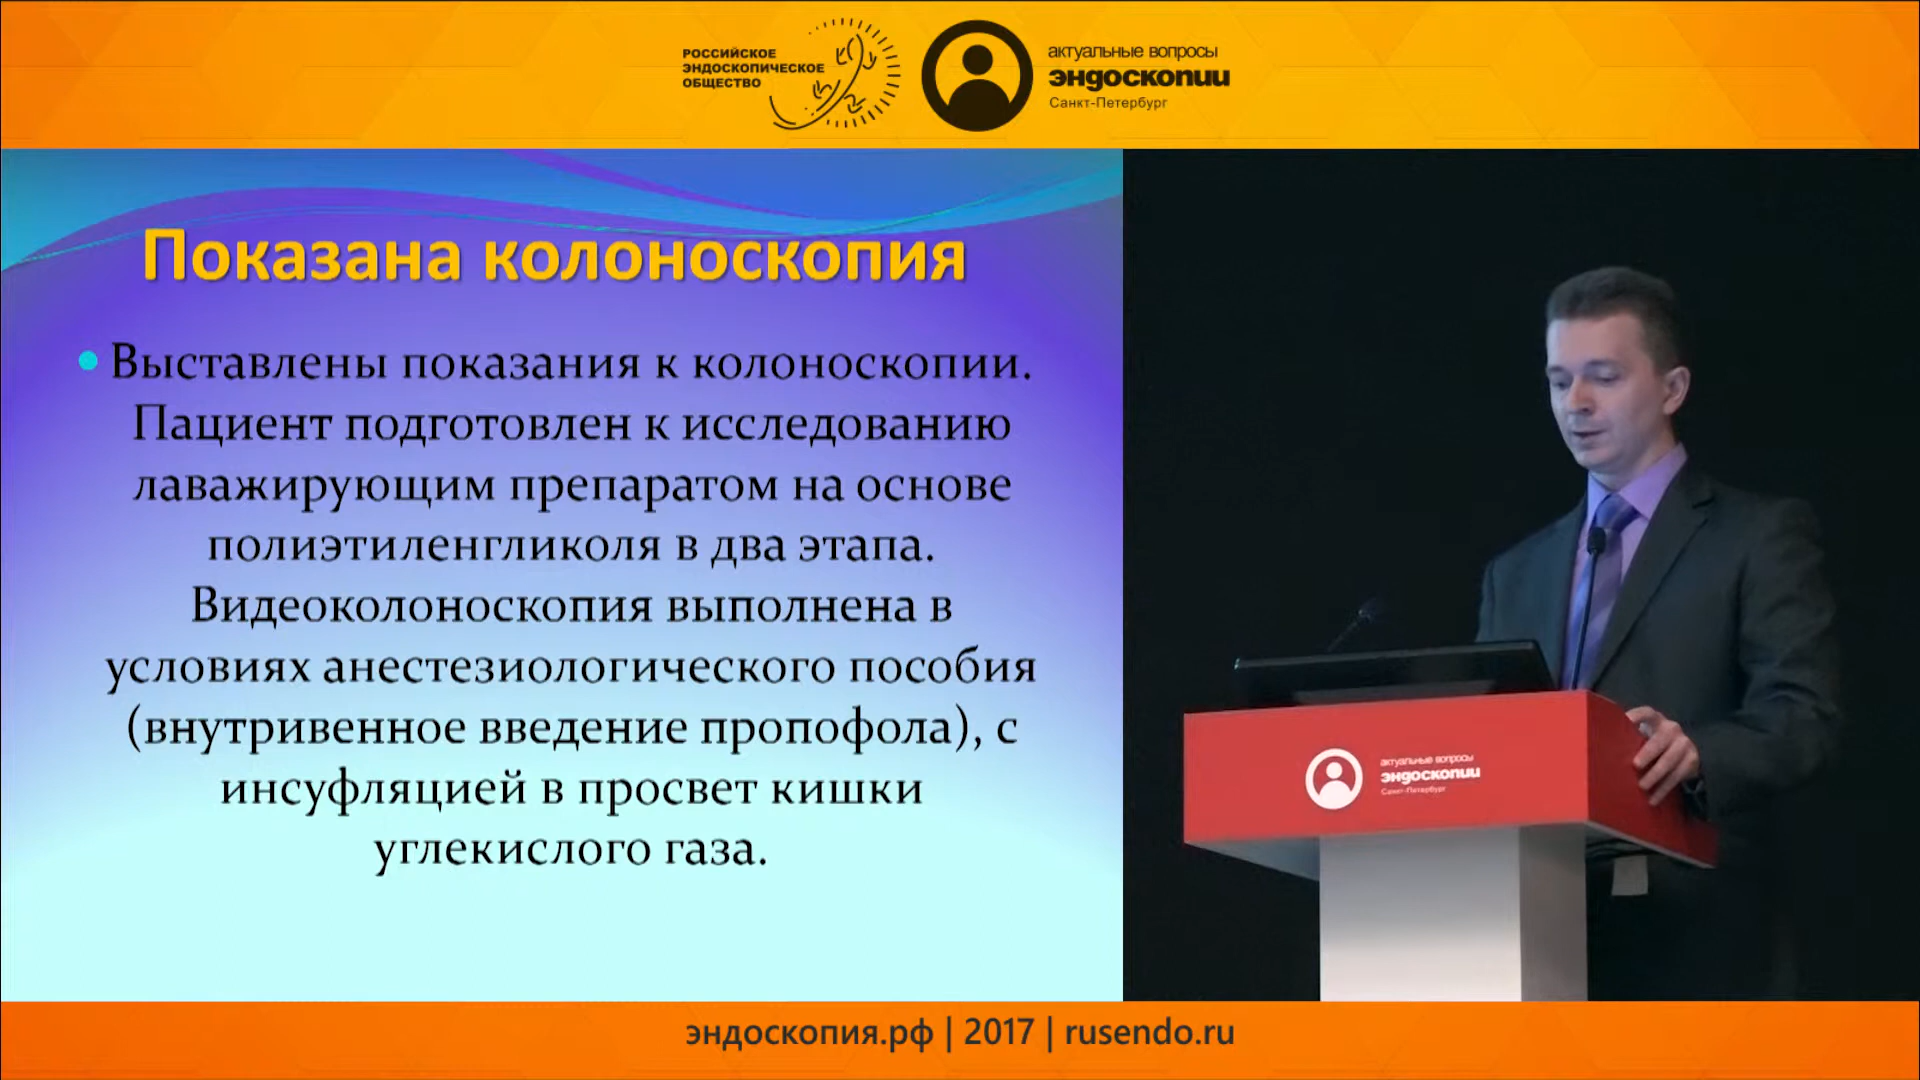 РОССИЙСКОЕ
ЭНДОСКОПИЧЕСКОЕ
ОБЩЕСТВО
актуальные вопросы
эндоскопии
Санкт-Петербург
Показана колоноскопия
Выставлены показания к колоноскопии.
Пациент подготовлен к исследованию
лаважирующим препаратом на основе
полиэтиленгликоля в два этапа.
Видеоколоноскопия выполнена в
условиях анестезиологического пособия
(внутривенное введение пропофола), с
инсуфляцией в просвет кишки
углекислого газа.
актуальные вопросы
эндоскопии
Санкт-Петербург
эндоскопия.рф | 2017 | rusendo.ru